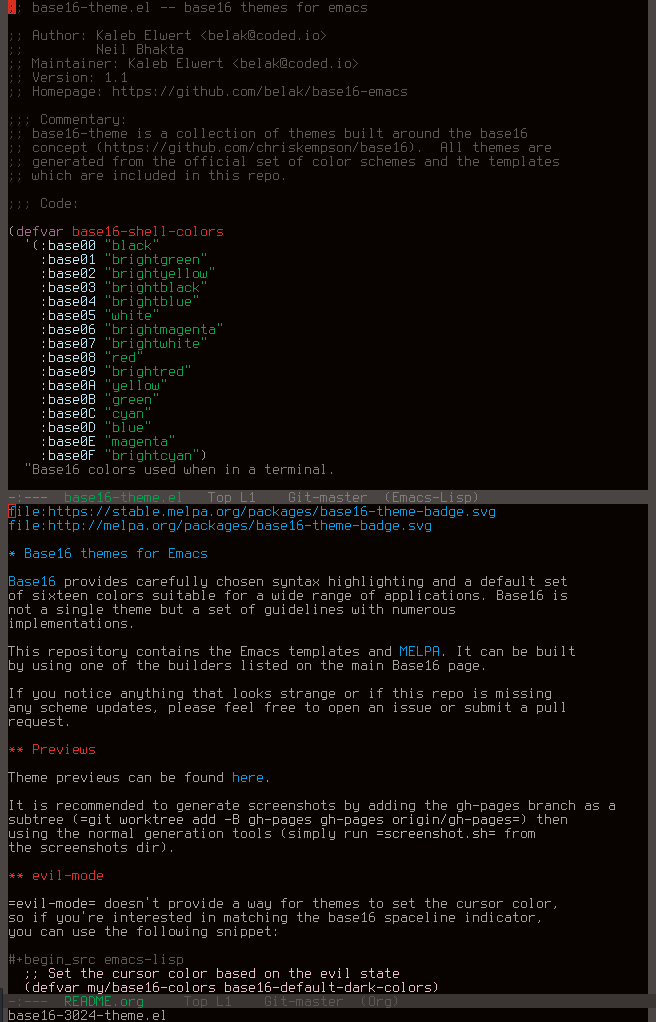 ;; base16-theme.el -- base16 themes for emacs
;; Author: Kaleb Elwert <belak@coded.io>
;;         Neil Bhakta
;; Maintainer: Kaleb Elwert <belak@coded.io>
;; Version: 1.1
;; Homepage: https://github.com/belak/base16-emacs
;;; Commentary:
;; base16-theme is a collection of themes built around the base16
;; concept (https://github.com/chriskempson/base16).  All themes are
;; generated from the official set of color schemes and the templates
;; which are included in this repo.
;;; Code:
(defvar base16-shell-colors
  '(:base00 "black"
    :base01 "brightgreen"
    :base02 "brightyellow"
    :base03 "brightblack"
    :base04 "brightblue"
    :base05 "white"
    :base06 "brightmagenta"
    :base07 "brightwhite"
    :base08 "red"
    :base09 "brightred"
    :base0A "yellow"
    :base0B "green"
    :base0C "cyan"
    :base0D "blue"
    :base0E "magenta"
    :base0F "brightcyan")
  "Base16 colors used when in a terminal.
-:---  base16-theme.el   Top L1    Git-master  (Emacs-Lisp)
file:https://stable.melpa.org/packages/base16-theme-badge.svg
file:http://melpa.org/packages/base16-theme-badge.svg
* Base16 themes for Emacs
Base16 provides carefully chosen syntax highlighting and a default set
of sixteen colors suitable for a wide range of applications. Base16 is
not a single theme but a set of guidelines with numerous
implementations.
This repository contains the Emacs templates and MELPA. It can be built
by using one of the builders listed on the main Base16 page.
If you notice anything that looks strange or if this repo is missing
any scheme updates, please feel free to open an issue or submit a pull
request.
** Previews
Theme previews can be found here.
It is recommended to generate screenshots by adding the gh-pages branch as a
subtree (=git worktree add -B gh-pages gh-pages origin/gh-pages=) then
using the normal generation tools (simply run =screenshot.sh= from
the screenshots dir).
** evil-mode
=evil-mode= doesn't provide a way for themes to set the cursor color,
so if you're interested in matching the base16 spaceline indicator,
you can use the following snippet:
#+begin_src emacs-lisp
  ;; Set the cursor color based on the evil state
  (defvar my/base16-colors base16-default-dark-colors)
-:---  README.org     Top L1    Git-master  (Org)
base16-3024-theme.el